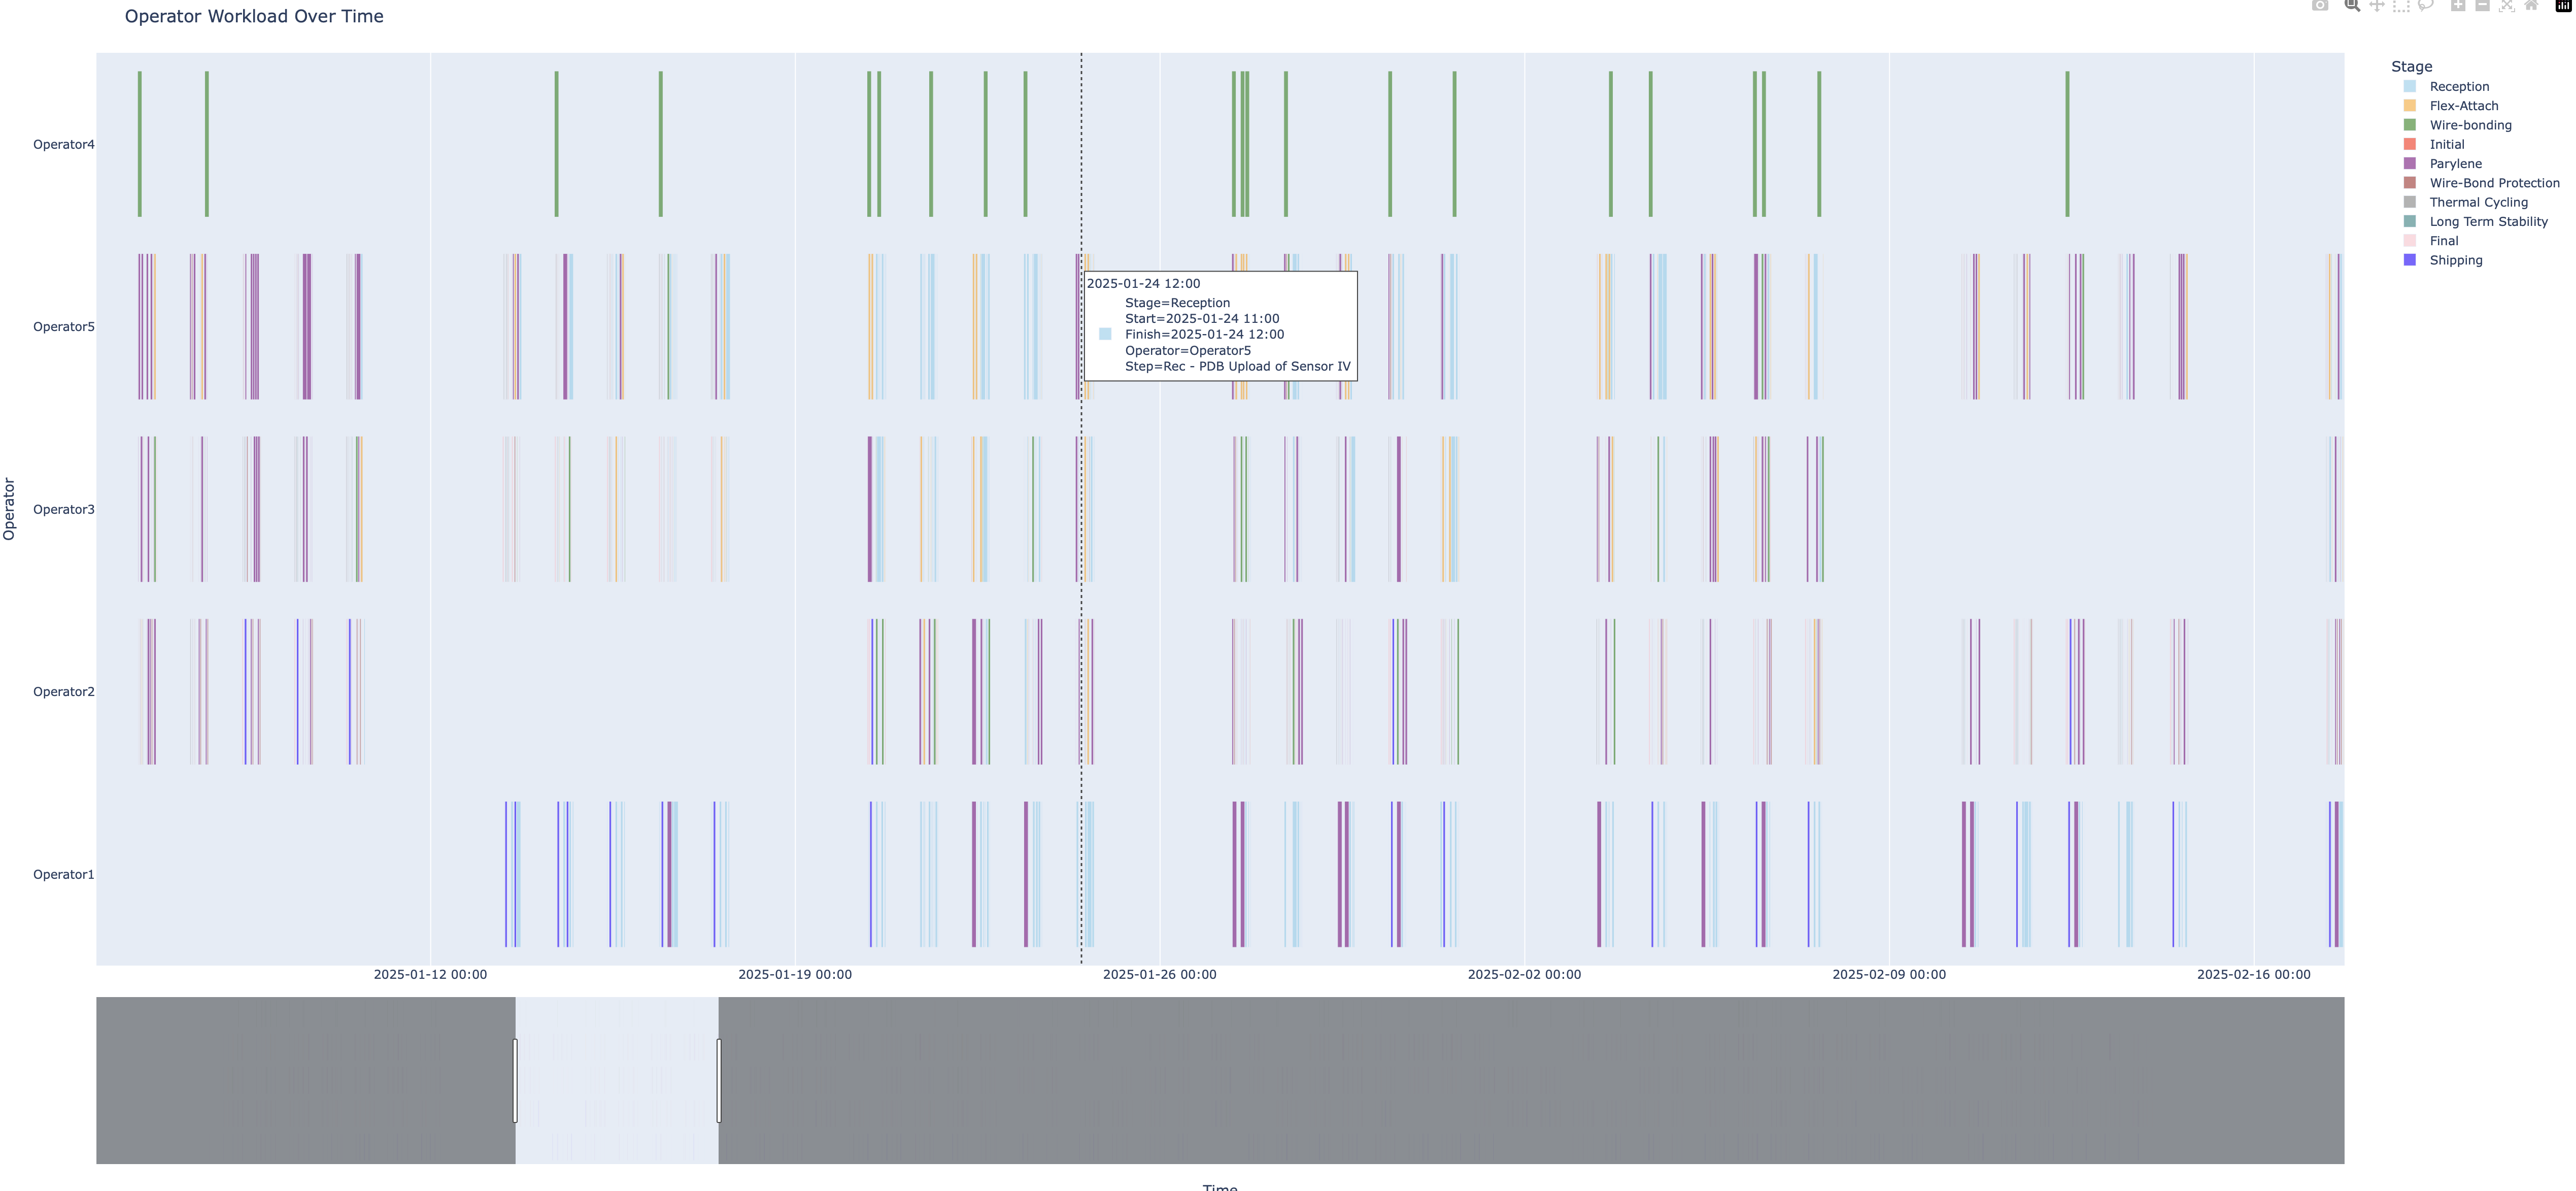 Operator Workload Over Time
Stage
Reception
Flex-Attach
Wire-bonding
Initial
Parylene
Wire-Bond Protection
Thermal Cycling
Long Term Stability
Final
Shipping
Operator
Operator4
Operator5
Operator3
Operator2
Operator1
2025-01-24 12:00
Stage=Reception
Start=2025-01-24 11:00
Finish=2025-01-24 12:00
Operator=Operator5
Step=Rec - PDB Upload of Sensor IV
2025-01-12 00:00
2025-01-19 00:00
2025-01-26 00:00
2025-02-02 00:00
2025-02-09 00:00
2025-02-16 00:00
Time